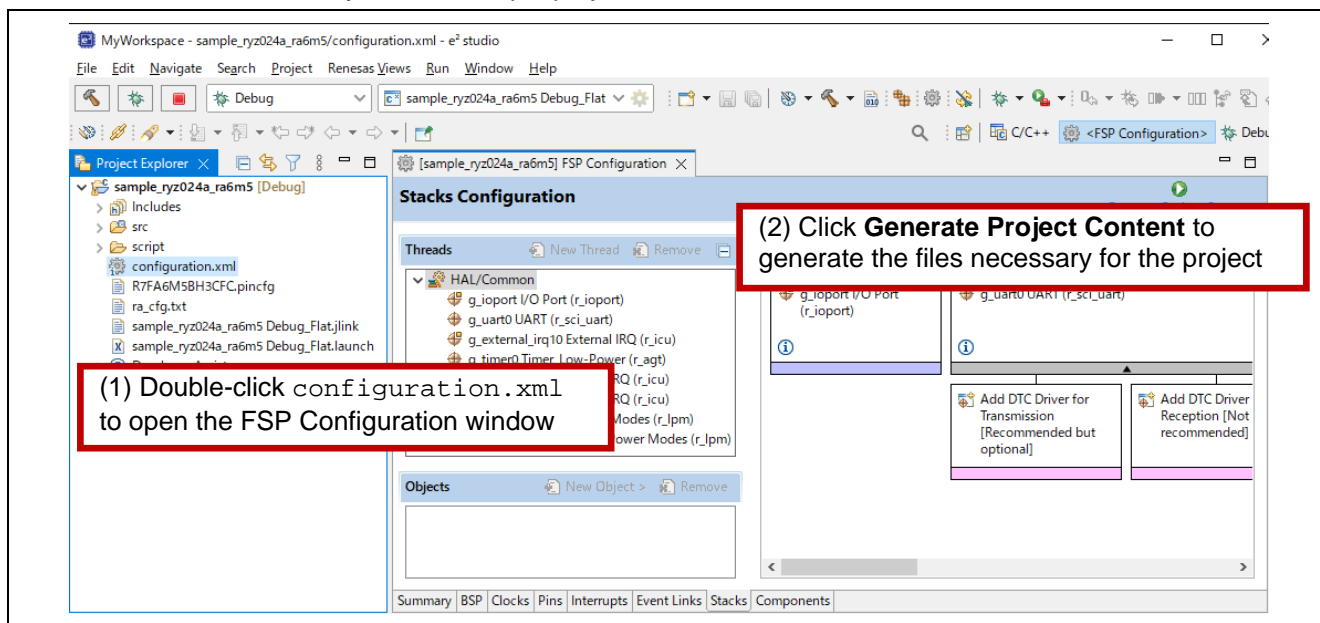 MyWorkspace - sample_ryz024a_ra6m5/configuration.xml - e² studio
File Edit Navigate Search Project Renesas Views Run Window Help
Debug
sample_ryz024a_ra6m5 Debug_Flat
C/C++ <FSP Configuration> Debu
Project Explorer
[sample_ryz024a_ra6m5] FSP Configuration
sample_ryz024a_ra6m5 [Debug]
Includes
src
script
configuration.xml
R7FA6M5BH3CFC.pincfg
ra_cfg.txt
sample_ryz024a_ra6m5 Debug_Flat.jlink
sample_ryz024a_ra6m5 Debug_Flat.launch
(1) Double-click configuration.xml
to open the FSP Configuration window
Stacks Configuration
(2) Click Generate Project Content to
generate the files necessary for the project
Threads New Thread Remove
HAL/Common
g_ioport I/O Port (r_ioport)
g_uart0 UART (r_sci_uart)
g_external_irq10 External IRQ (r_icu)
g_timer0 Timer, Low-Power (r_agt)
RQ (r_icu)
RQ (r_icu)
Modes (r_lpm)
ower Modes (r_lpm)
Objects New Object > Remove
g_ioport I/O Port
(r_ioport)
g_uart0 UART (r_sci_uart)
Add DTC Driver for
Transmission
[Recommended but
optional]
Add DTC Driver
Reception [Not
recommended]
Summary BSP Clocks Pins Interrupts Event Links Stacks Components